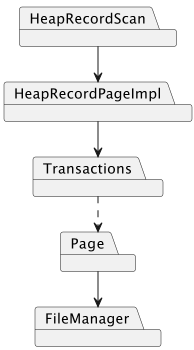 HeapRecordScan
HeapRecordPageImpl
Transactions
Page
FileManager